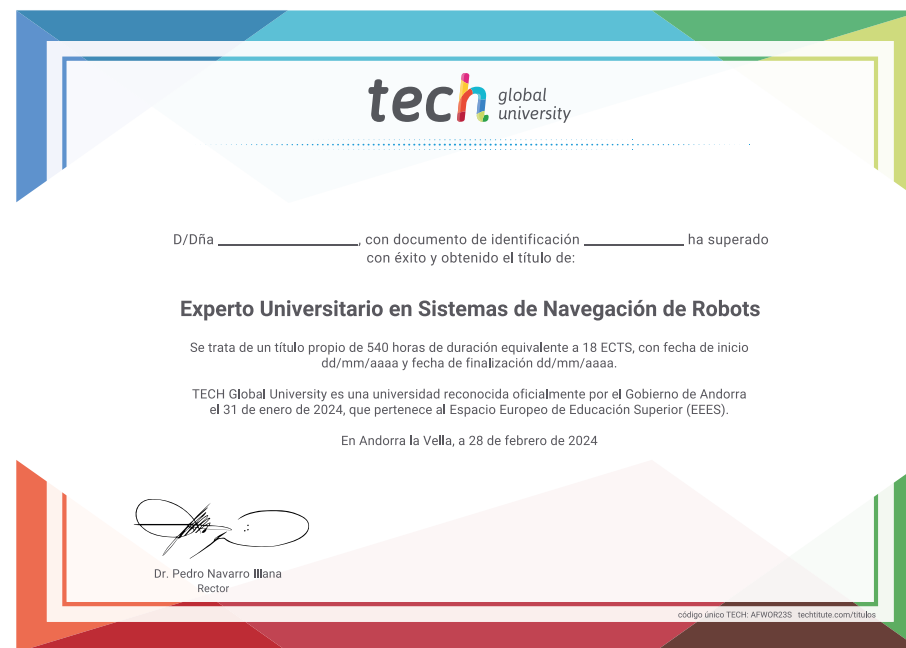 tech global
university
D/Dña ______________, con documento de identificación __________ ha superado
con éxito y obtenido el título de:
Experto Universitario en Sistemas de Navegación de Robots
Se trata de un título propio de 540 horas de duración equivalente a 18 ECTS, con fecha de inicio
dd/mm/aaaa y fecha de finalización dd/mm/aaaa.
TECH Global University es una universidad reconocida oficialmente por el Gobierno de Andorra
el 31 de enero de 2024, que pertenece al Espacio Europeo de Educación Superior (EEES).
En Andorra la Vella, a 28 de febrero de 2024
Dr. Pedro Navarro Illana
Rector
código único TECH: AFWOR23S techtitute.com/titulos